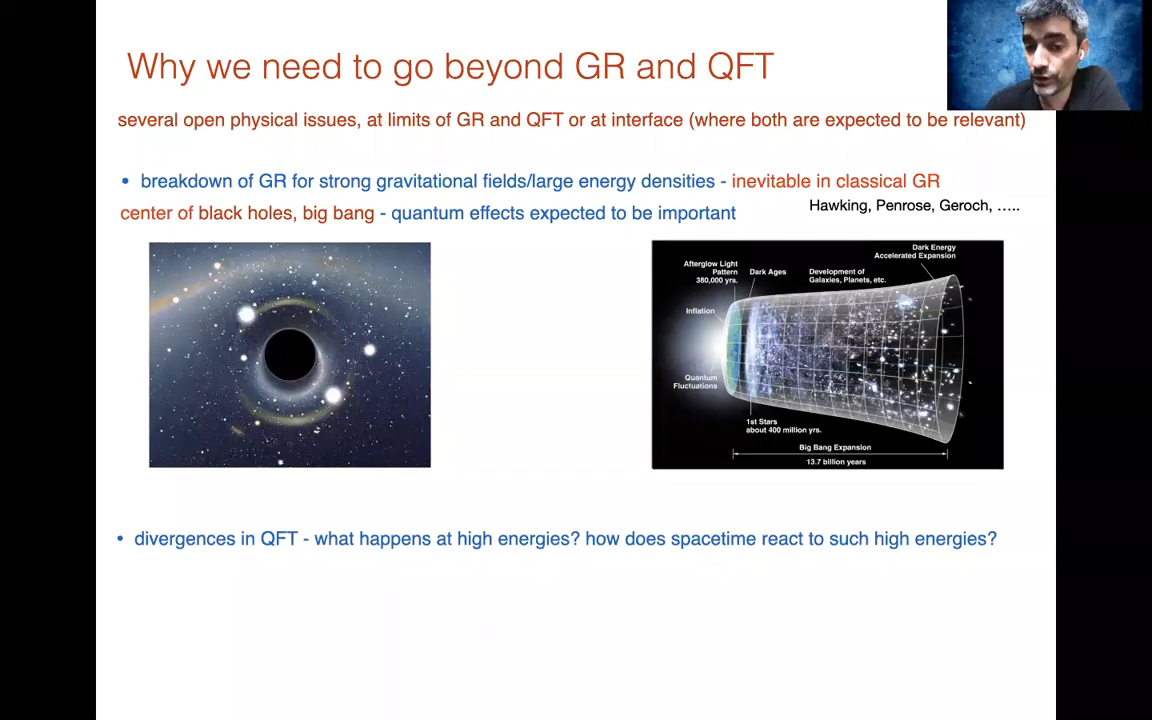 Why we need to go beyond GR and QFT
several open physical issues, at limits of GR and QFT or at interface (where both are expected to be relevant)
• breakdown of GR for strong gravitational fields/large energy densities - inevitable in classical GR
center of black holes, big bang - quantum effects expected to be important
Hawking, Penrose, Geroch, …..
Dark Energy
Accelerated Expansion
Afterglow Light
Pattern
380,000 yrs.
Dark Ages
Development of
Galaxies, Planets, etc.
Inflation
Quantum
Fluctuations
1st Stars
about 400 million yrs.
Big Bang Expansion
13.7 billion years
• divergences in QFT - what happens at high energies? how does spacetime react to such high energies?